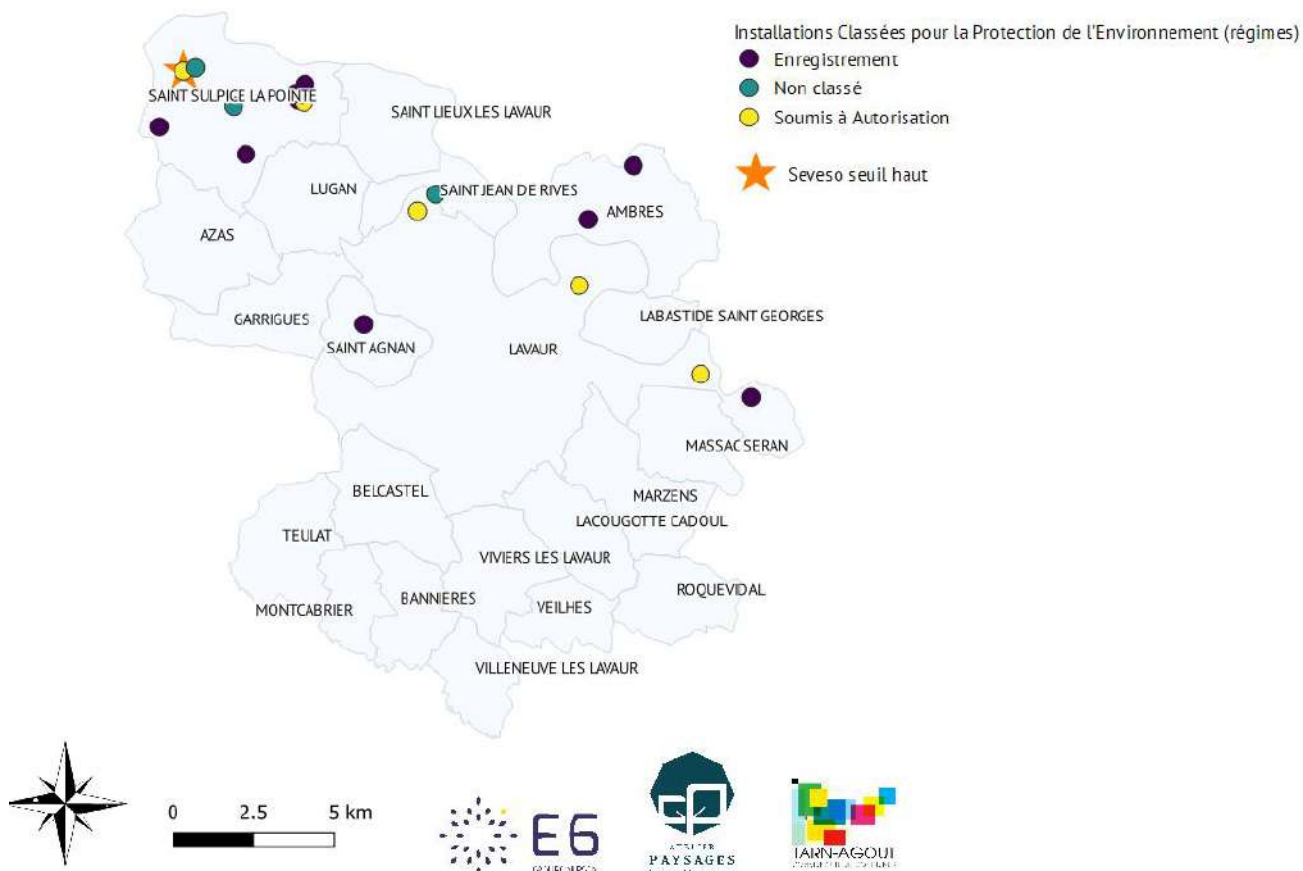 Installations Classées pour la Protection de l'Environnement (régimes)
Enregistrement
Non classé
Soumis à Autorisation
Seveso seuil haut
SAINT SULPICE LA POINTE
SAINT LIEUX LES LAVAUR
LUGAN
SAINT JEAN DE RIVES
AMBRES
AZAS
GARRIGUES
SAINT AGNAN
LAVAUR
LABASTIDE SAINT GEORGES
MASSAC SERAN
BELCASTEL
MARZENS
LACOUGOTTE CADOUL
TEULAT
VIVIERS LES LAVAUR
ROQUEVIDAL
MONTCABRIER
BANNIERES
VEILHES
VILLENEUVE LES LAVAUR
0 2.5 5 km
E6
ATELIER
PAYSAGES
TARN-AGOUT